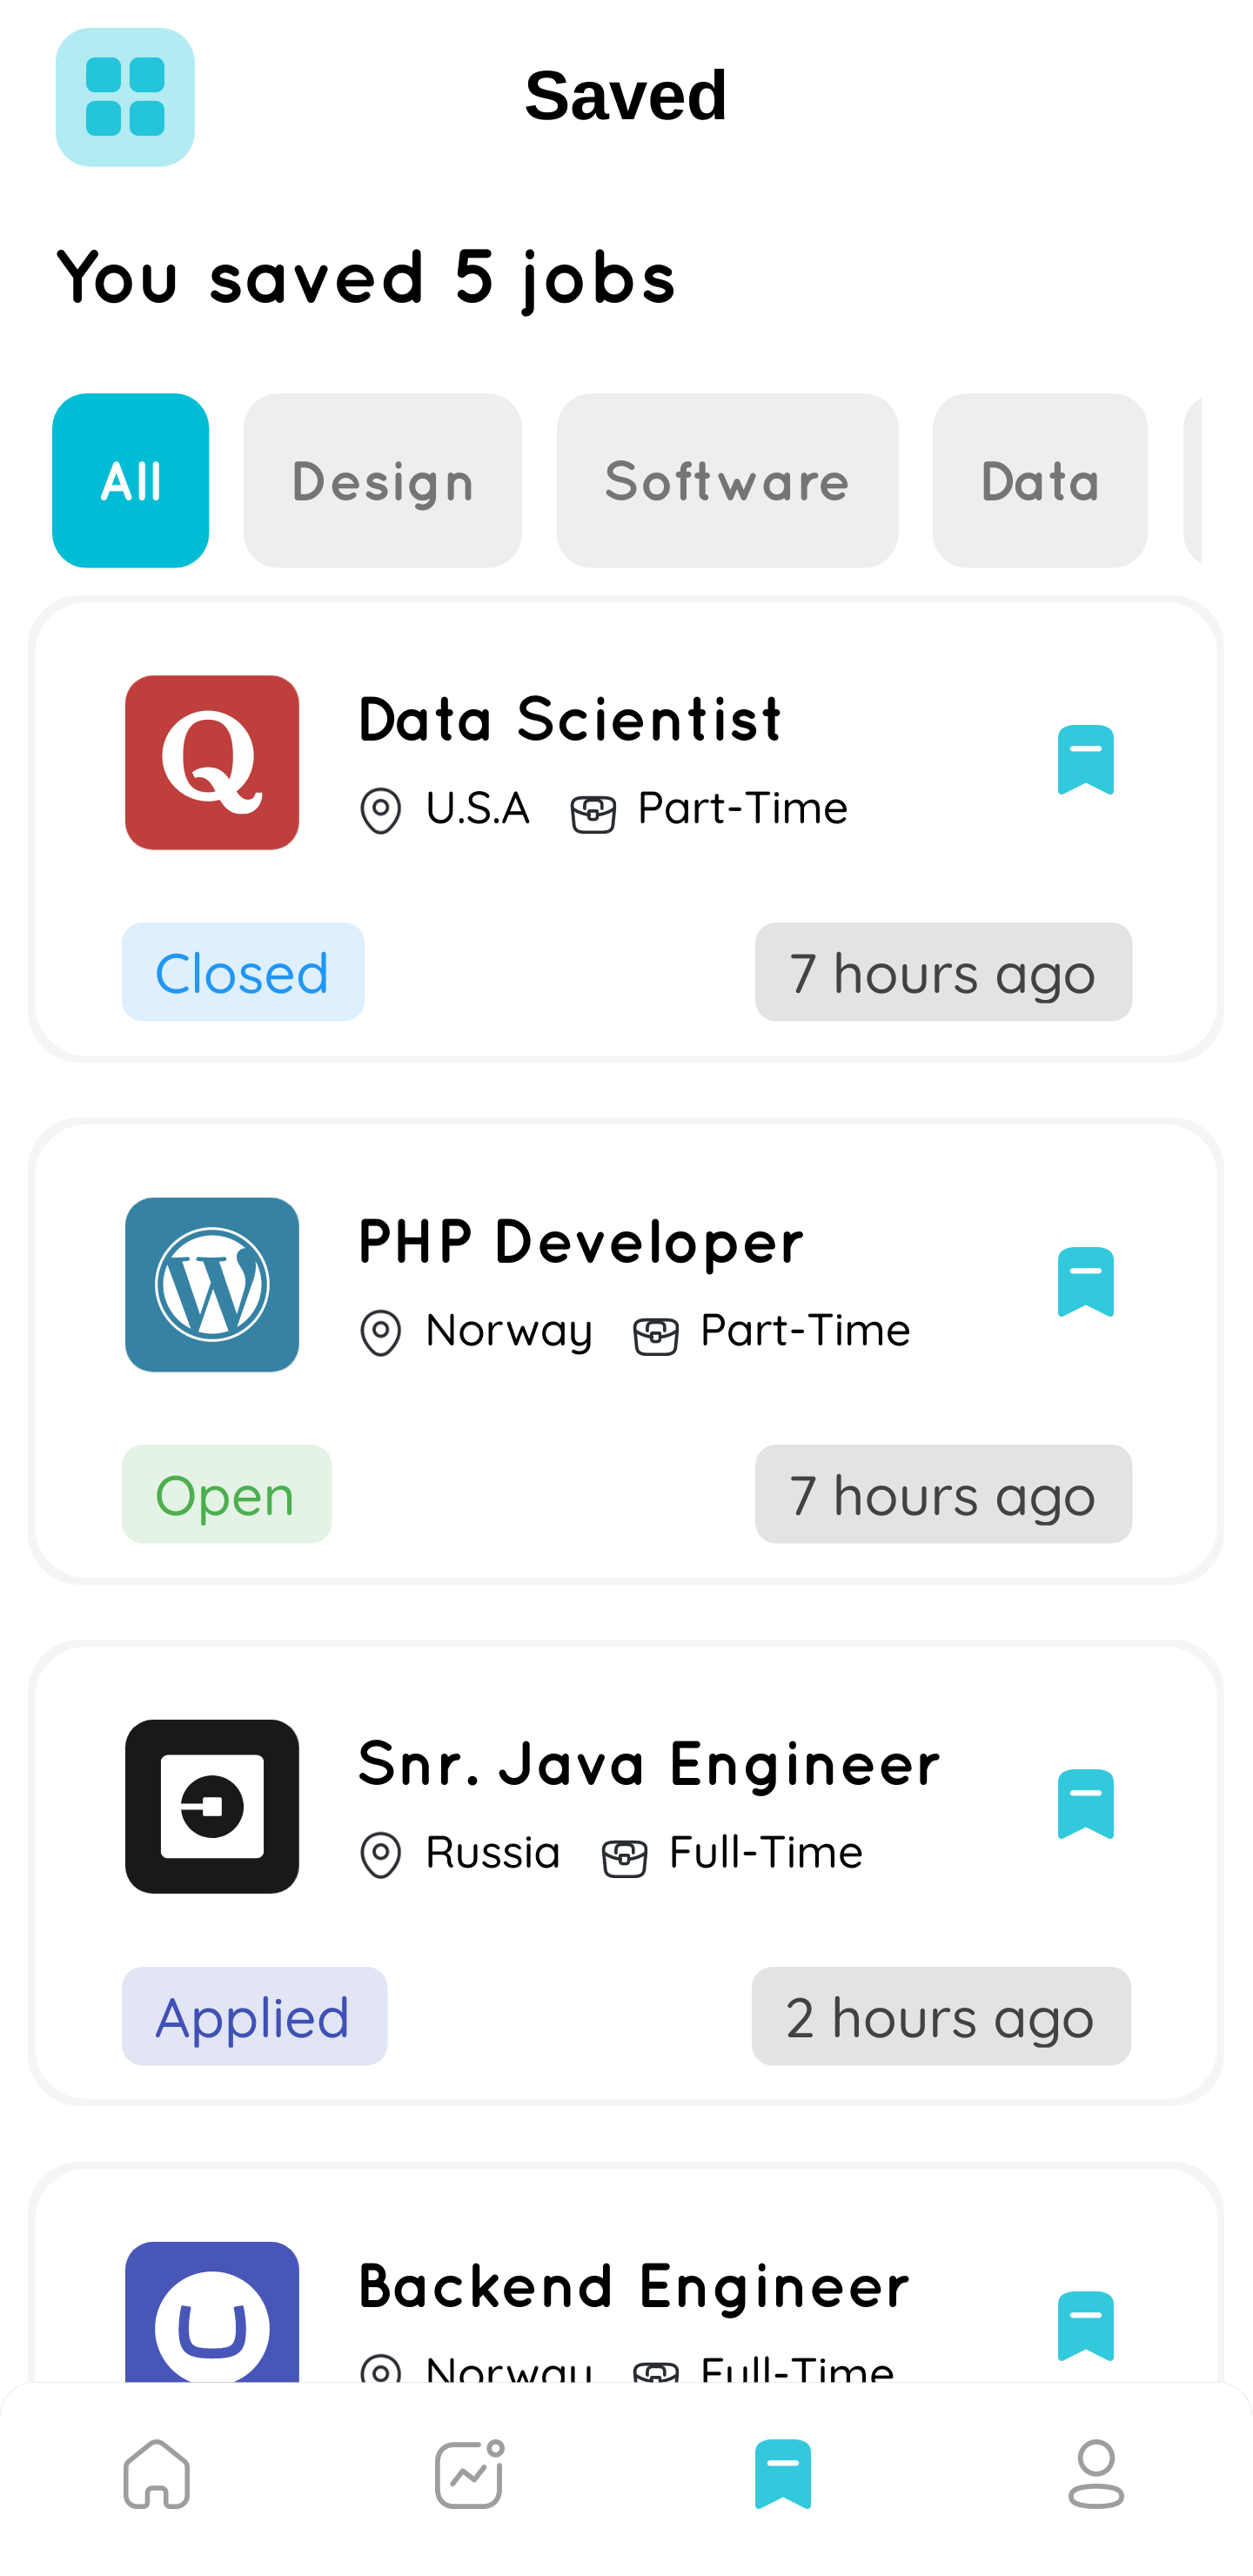 Saved
You saved 5 jobs
All Design Software Data
Data Scientist
U.S.A Part-Time
Closed 7 hours ago
PHP Developer
Norway Part-Time
Open 7 hours ago
Snr. Java Engineer
Russia Full-Time
Applied 2 hours ago
Backend Engineer
Norway Full-Time